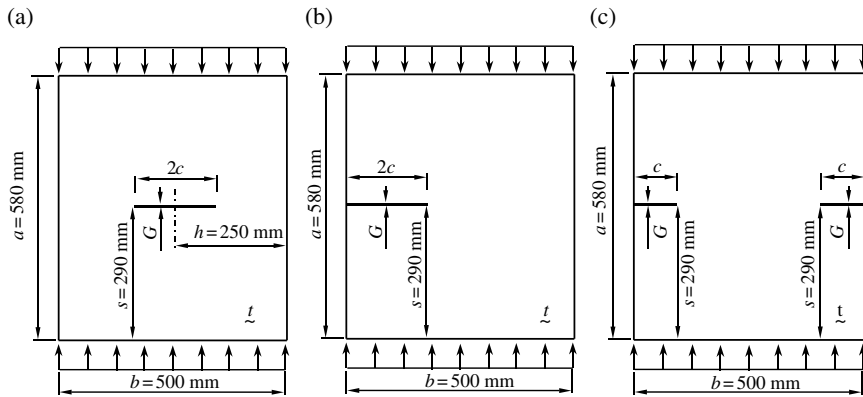 (a)
2c
a = 580 mm
G
h = 250 mm
s = 290 mm
t
b = 500 mm
(b)
2c
a = 580 mm
G
s = 290 mm
t
b = 500 mm
(c)
c
c
a = 580 mm
G
G
s = 290 mm
s = 290 mm
t
b = 500 mm